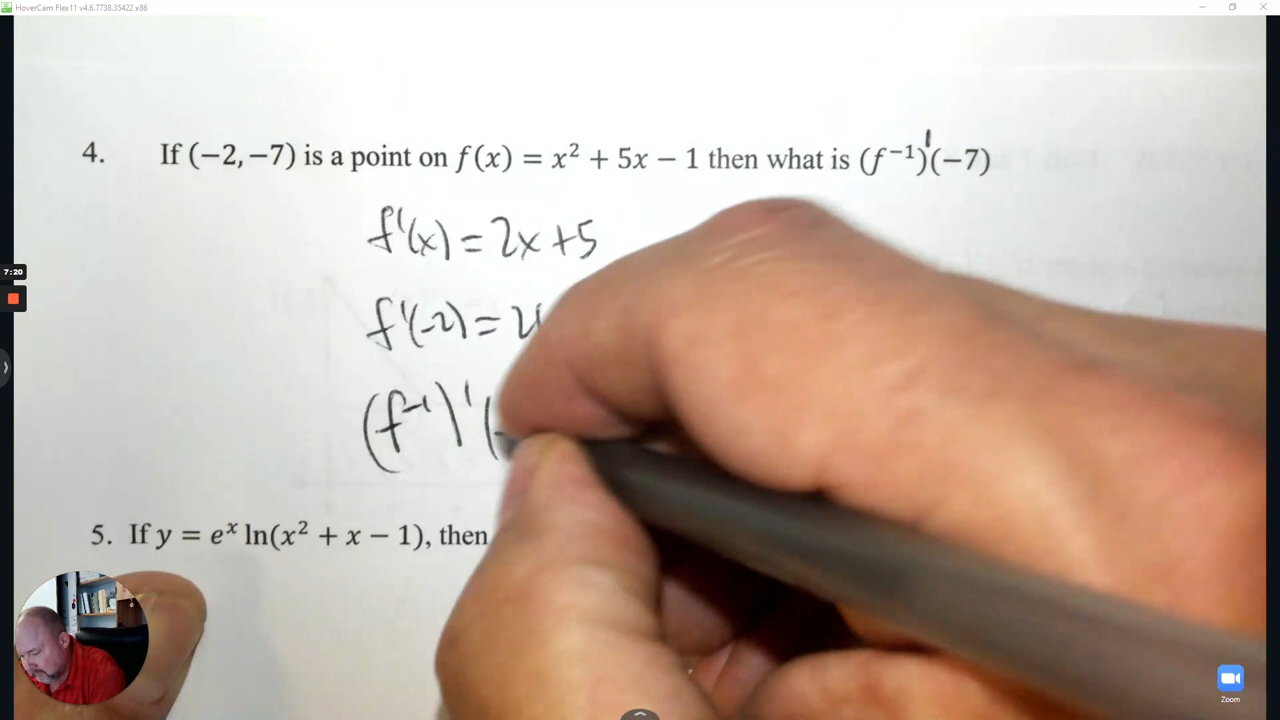 HoverCam Flex11 v4.6.7738.35422 x86
4. If (−2, −7) is a point on f(x) = x² + 5x − 1 then what is (f⁻¹)'(−7)
f'(x) = 2x + 5
7:20
f'(-2) = 2(
(f⁻¹)'(
5. If y = eˣ ln(x² + x − 1), then
Zoom